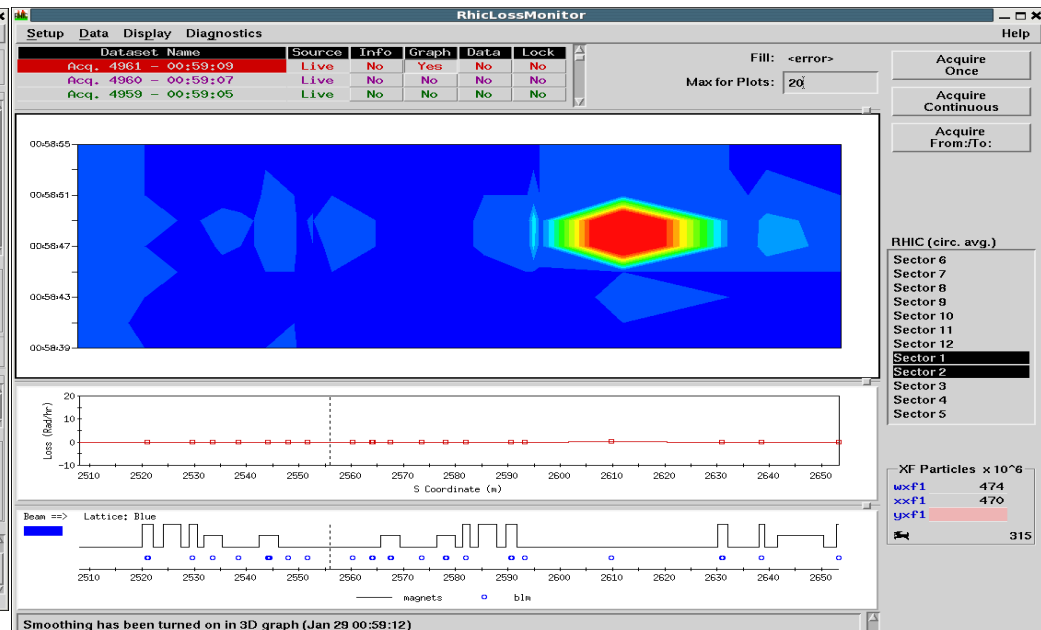 RhicLossMonitor
Setup Data Display Diagnostics Help
Dataset Name Source Info Graph Data Lock
Acq. 4961 - 00:59:09 Live No Yes No No
Acq. 4960 - 00:59:07 Live No No No No
Acq. 4959 - 00:59:05 Live No No No No
Fill: <error>
Max for Plots: 20
Acquire
Once
Acquire
Continuous
Acquire
From:/To:
00:58:55
00:58:51
00:58:47
00:58:43
00:58:39
RHIC (circ. avg.)
Sector 6
Sector 7
Sector 8
Sector 9
Sector 10
Sector 11
Sector 12
Sector 1
Sector 2
Sector 3
Sector 4
Sector 5
20
10
0
-10
Loss (Rad/hr)
2510 2520 2530 2540 2550 2560 2570 2580 2590 2600 2610 2620 2630 2640 2650
S Coordinate (m)
XF Particles x 10^6
wxf1 474
xxf1 470
yxf1
315
Beam ==> Lattice: Blue
2510 2520 2530 2540 2550 2560 2570 2580 2590 2600 2610 2620 2630 2640 2650
magnets blm
Smoothing has been turned on in 3D graph (Jan 29 00:59:12)